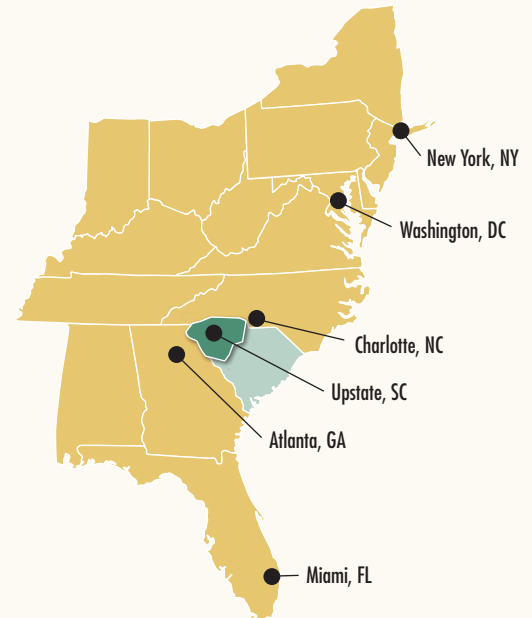 New York, NY
Washington, DC
Charlotte, NC
Upstate, SC
Atlanta, GA
Miami, FL